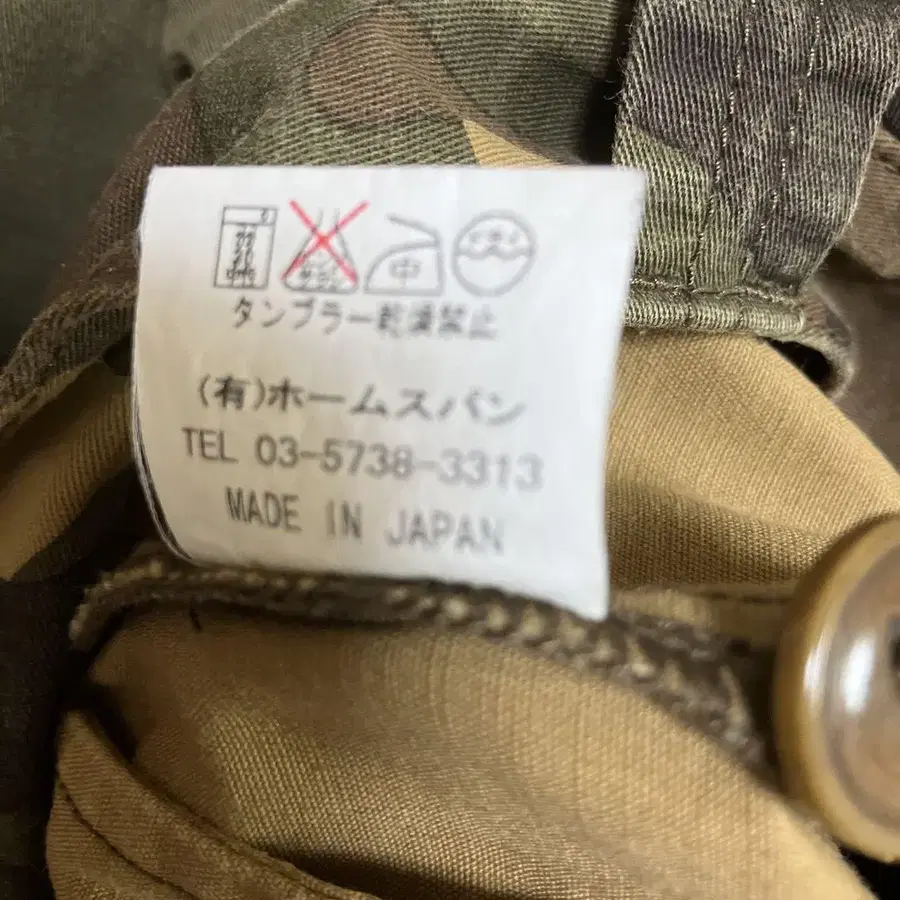 中
タンブラー乾燥禁止
(有)ホームスパン
TEL 03-5738-3313
MADE IN JAPAN